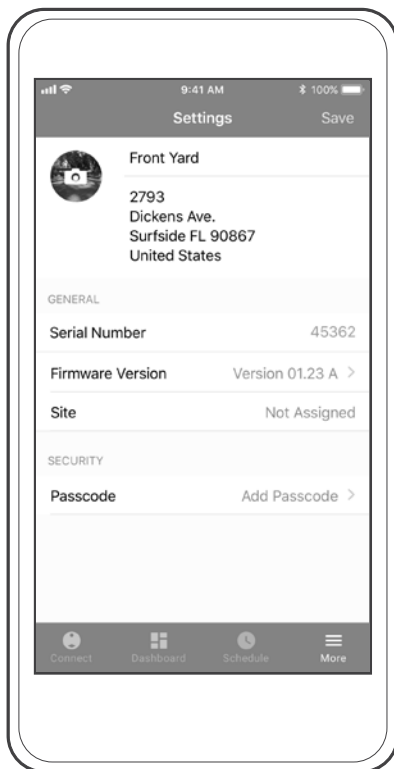 9:41 AM 100%
Settings Save
Front Yard
2793
Dickens Ave.
Surfside FL 90867
United States
GENERAL
Serial Number 45362
Firmware Version Version 01.23 A >
Site Not Assigned
SECURITY
Passcode Add Passcode >
Connect Dashboard Schedule More